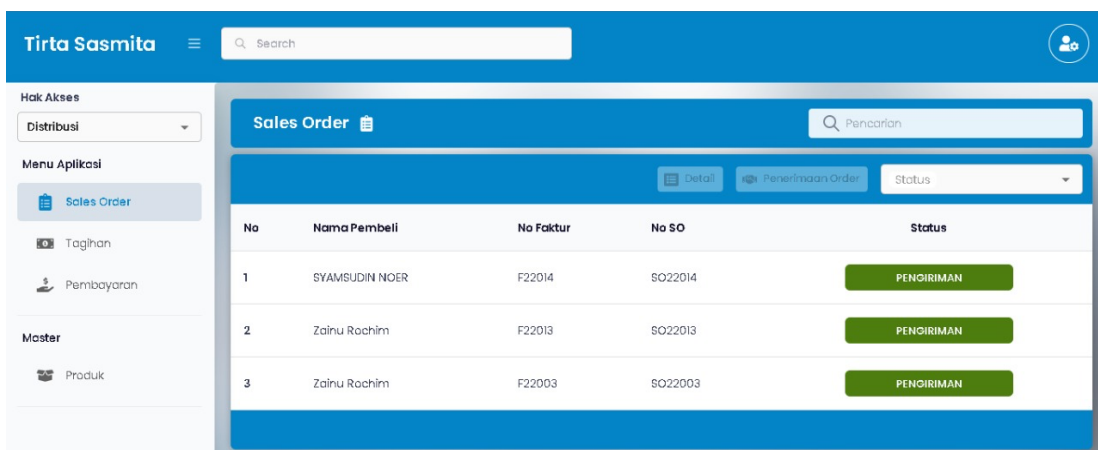 Tirta Sasmita
Search
Hak Akses
Distribusi
Menu Aplikasi
Sales Order
Tagihan
Pembayaran
Master
Produk
Sales Order
Pencarian
Detail
Penerimaan Order
Status
No Nama Pembeli No Faktur No SO Status
1 SYAMSUDIN NOER F22014 SO22014 PENGIRIMAN
2 Zainu Rochim F22013 SO22013 PENGIRIMAN
3 Zainu Rochim F22003 SO22003 PENGIRIMAN